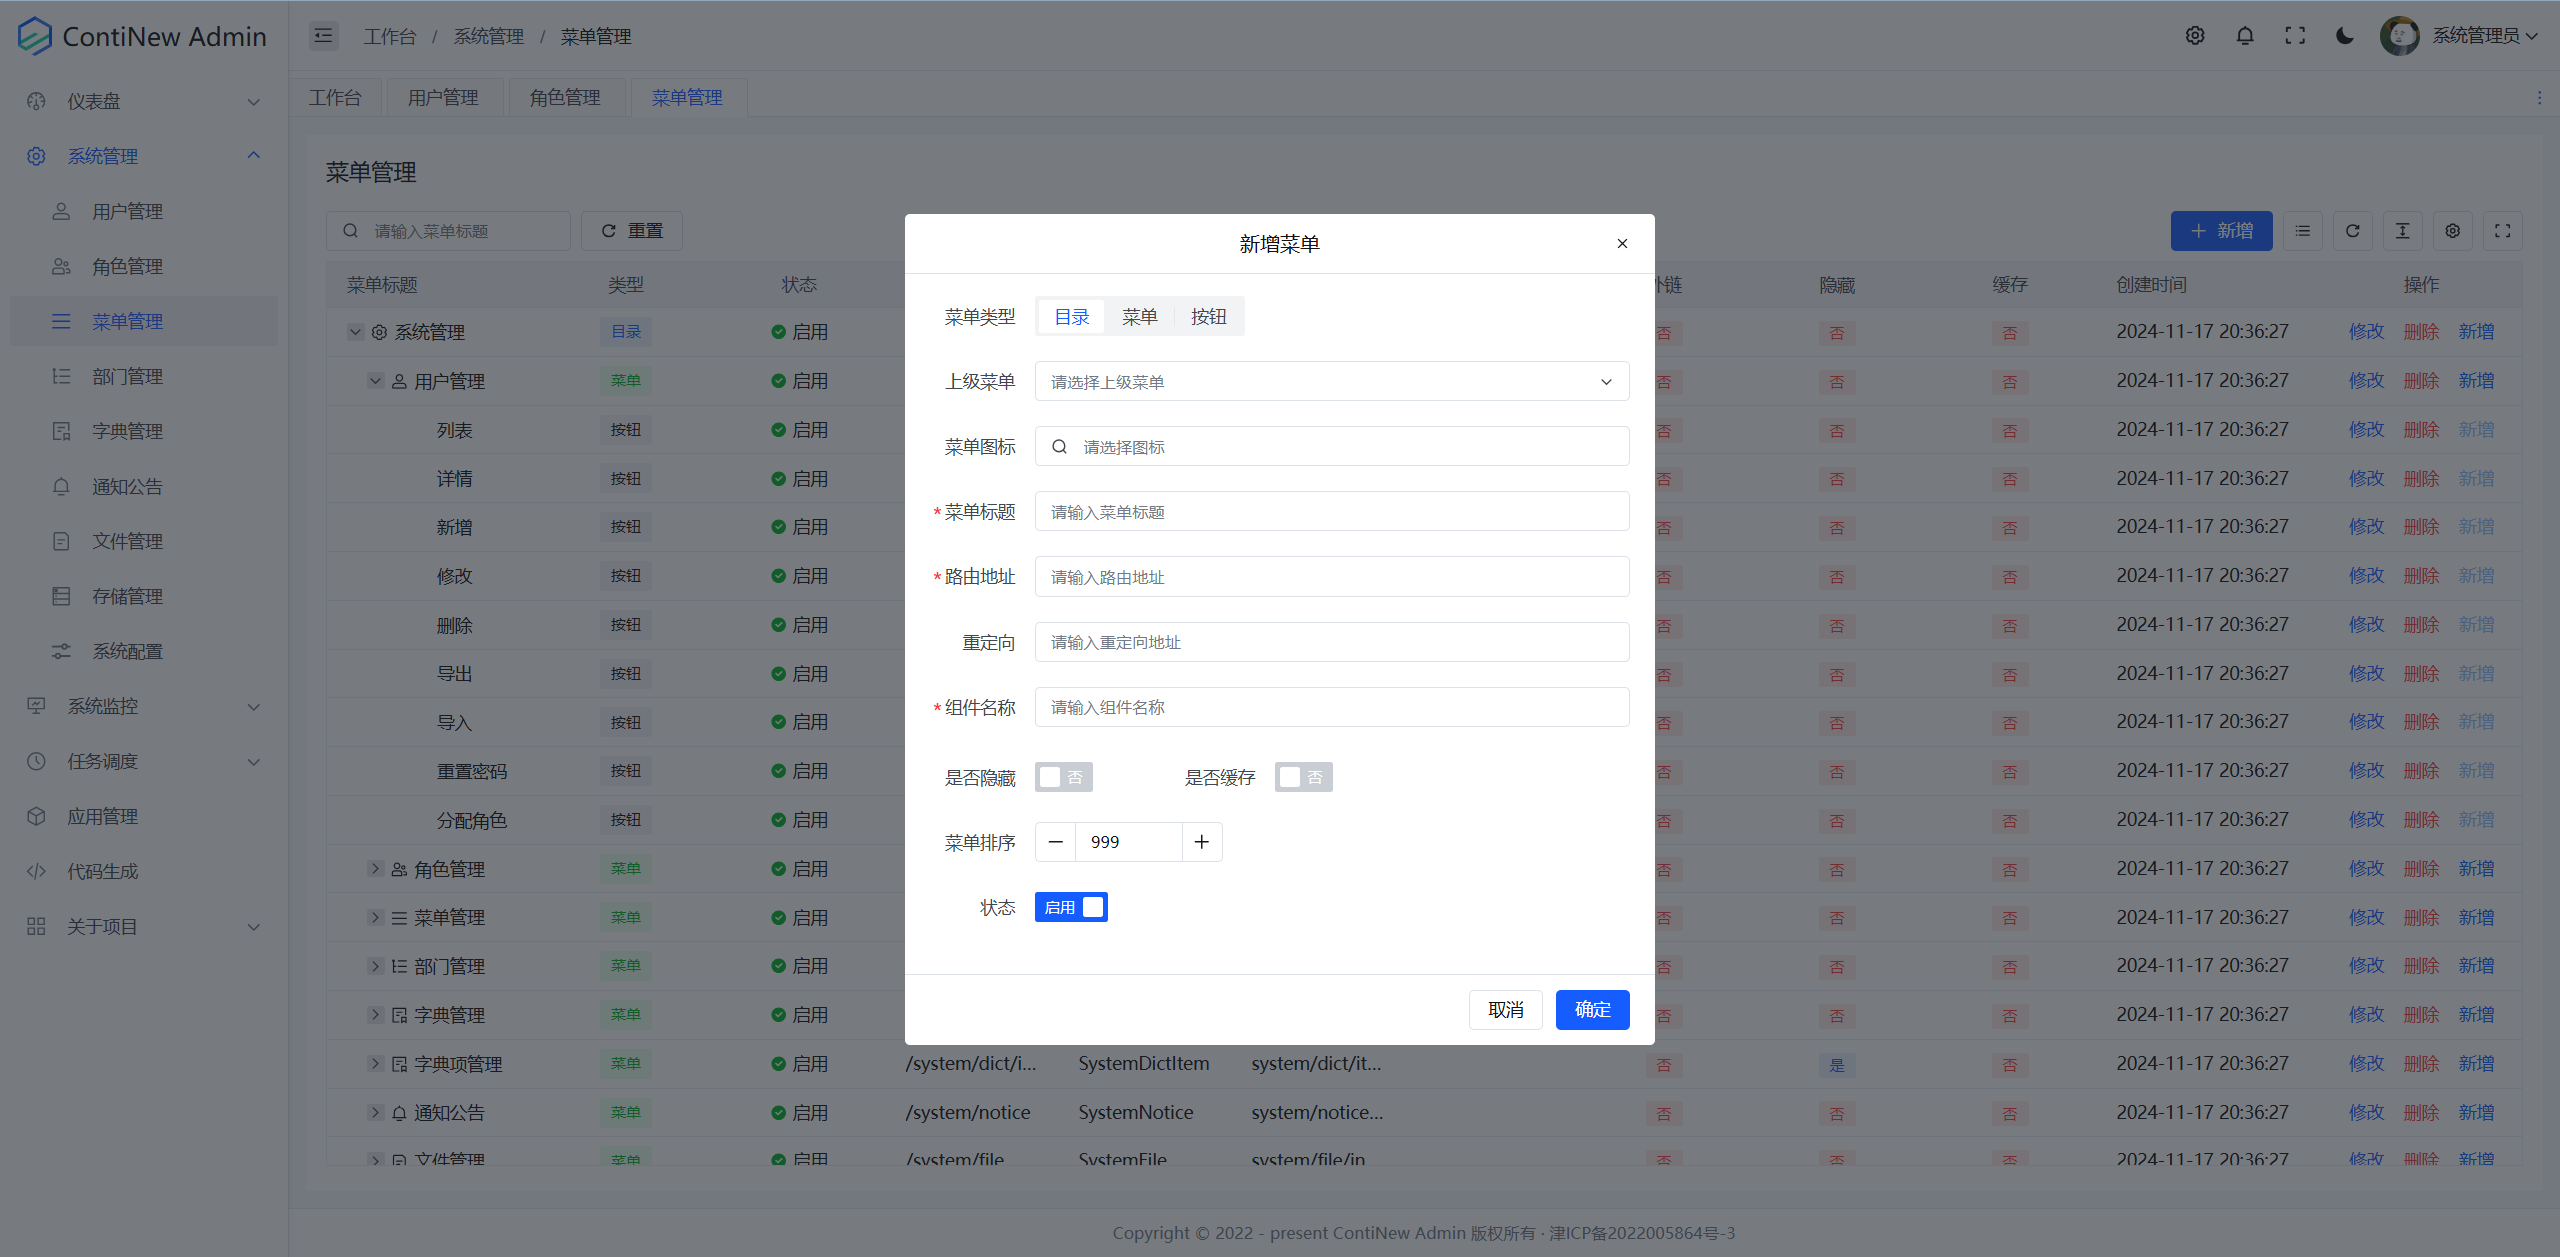 ContiNew Admin
工作台 / 系统管理 / 菜单管理
系统管理员
仪表盘
系统管理
用户管理
角色管理
菜单管理
部门管理
字典管理
通知公告
文件管理
存储管理
系统配置
系统监控
任务调度
应用管理
代码生成
关于项目
工作台 用户管理 角色管理 菜单管理
菜单管理
请输入菜单标题 重置 新增
菜单标题 类型 状态 外链 隐藏 缓存 创建时间 操作
系统管理 目录 启用 否 否 否 2024-11-17 20:36:27 修改 删除 新增
用户管理 菜单 启用 否 否 否 2024-11-17 20:36:27 修改 删除 新增
列表 按钮 启用 否 否 否 2024-11-17 20:36:27 修改 删除 新增
详情 按钮 启用 否 否 否 2024-11-17 20:36:27 修改 删除 新增
新增 按钮 启用 否 否 否 2024-11-17 20:36:27 修改 删除 新增
修改 按钮 启用 否 否 否 2024-11-17 20:36:27 修改 删除 新增
删除 按钮 启用 否 否 否 2024-11-17 20:36:27 修改 删除 新增
导出 按钮 启用 否 否 否 2024-11-17 20:36:27 修改 删除 新增
导入 按钮 启用 否 否 否 2024-11-17 20:36:27 修改 删除 新增
重置密码 按钮 启用 否 否 否 2024-11-17 20:36:27 修改 删除 新增
分配角色 按钮 启用 否 否 否 2024-11-17 20:36:27 修改 删除 新增
角色管理 菜单 启用 否 否 否 2024-11-17 20:36:27 修改 删除 新增
菜单管理 菜单 启用 否 否 否 2024-11-17 20:36:27 修改 删除 新增
部门管理 菜单 启用 否 否 否 2024-11-17 20:36:27 修改 删除 新增
字典管理 菜单 启用 否 否 否 2024-11-17 20:36:27 修改 删除 新增
字典项管理 菜单 启用 /system/dict/i... SystemDictItem system/dict/it... 否 是 否 2024-11-17 20:36:27 修改 删除 新增
通知公告 菜单 启用 /system/notice SystemNotice system/notice... 否 否 否 2024-11-17 20:36:27 修改 删除 新增
文件管理 菜单 启用 /system/file SystemFile system/file/in 否 否 否 2024-11-17 20:36:27 修改 删除 新增
新增菜单
菜单类型 目录 菜单 按钮
上级菜单 请选择上级菜单
菜单图标 请选择图标
* 菜单标题 请输入菜单标题
* 路由地址 请输入路由地址
重定向 请输入重定向地址
* 组件名称 请输入组件名称
是否隐藏 否 是否缓存 否
菜单排序 999
状态 启用
取消 确定
Copyright © 2022 - present ContiNew Admin 版权所有 · 津ICP备2022005864号-3